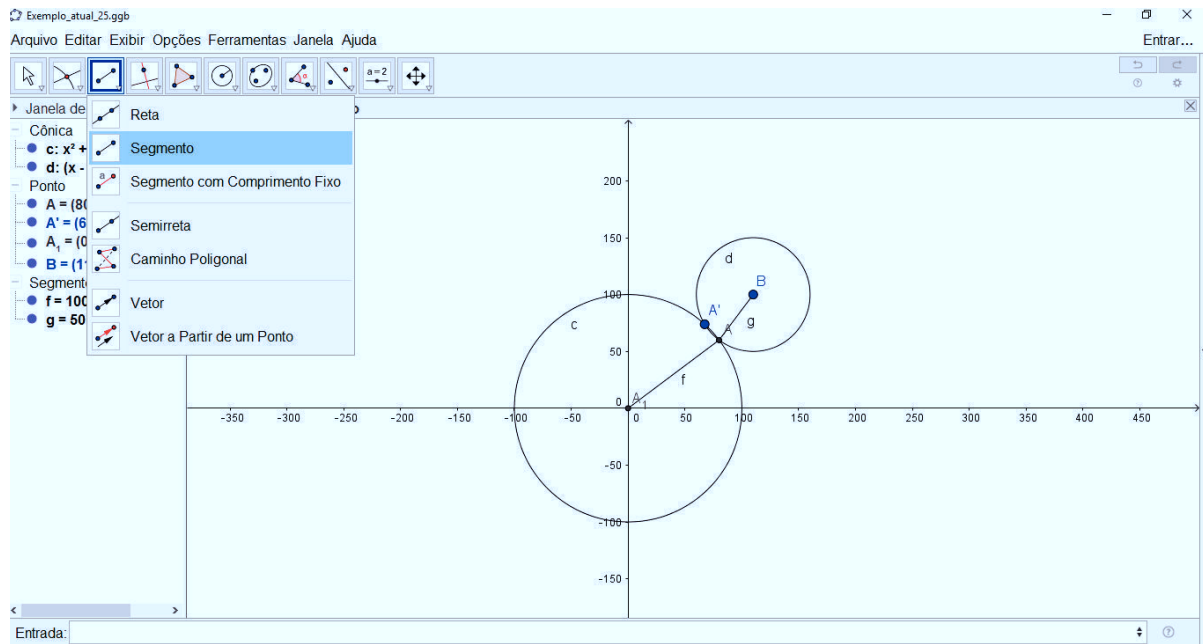 Exemplo_atual_25.ggb
Arquivo Editar Exibir Opções Ferramentas Janela Ajuda
Entrar...
a=2
Janela de
Cônica
c: x² +
d: (x -
Ponto
A = (80
A' = (6
A₁ = (0
B = (11
Segmento
f = 100
g = 50
Reta
Segmento
a
Segmento com Comprimento Fixo
Semirreta
Caminho Poligonal
Vetor
Vetor a Partir de um Ponto
200
150
100
50
0
-50
-100
-150
-350 -300 -250 -200 -150 -100 -50 0 50 100 150 200 250 300 350 400 450
d
B
A'
A
g
c
f
A₁
Entrada: